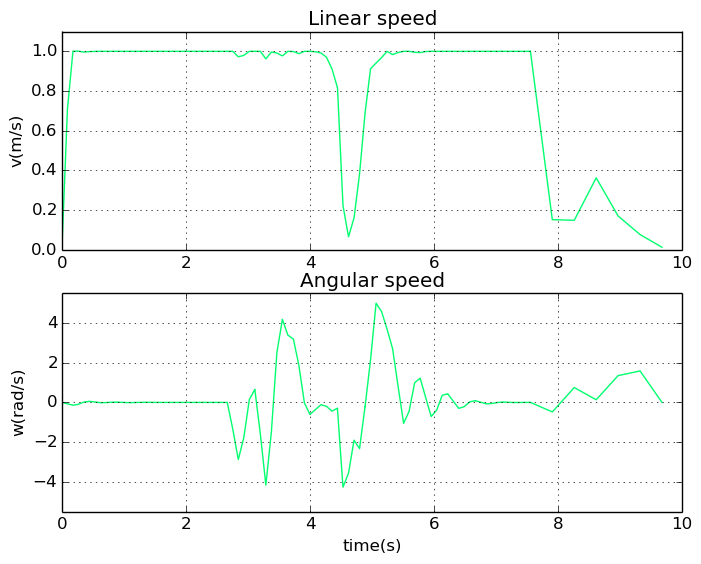 Linear speed
v(m/s)
1.0
0.8
0.6
0.4
0.2
0.0
0 2 4 6 8 10
Angular speed
w(rad/s)
4
2
0
−2
−4
0 2 4 6 8 10
time(s)